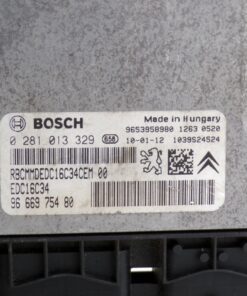 BOSCH
Made in Hungary
9653958980 1263 0520
0 281 013 329 658 10-01-12 1039S24524
RBCMMDEDC16C34CEM 00
EDC16C34
96 669 754 80